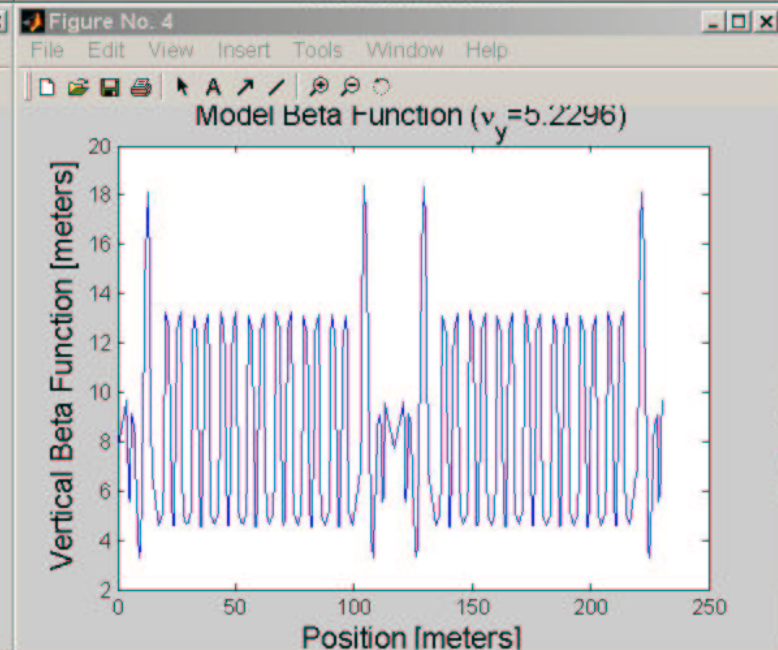 Figure No. 4
File Edit View Insert Tools Window Help
A
Model Beta Function (νy=5.2296)
Vertical Beta Function [meters]
20
18
16
14
12
10
8
6
4
2
0 50 100 150 200 250
Position [meters]